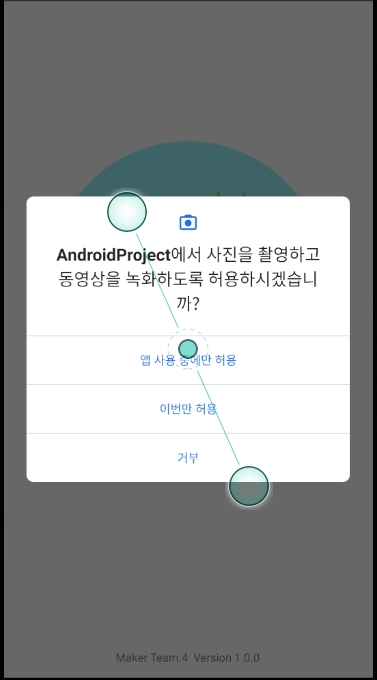 AndroidProject에서 사진을 촬영하고
동영상을 녹화하도록 허용하시겠습니
까?
앱 사용 중에만 허용
이번만 허용
거부
Maker Team.4 Version 1.0.0